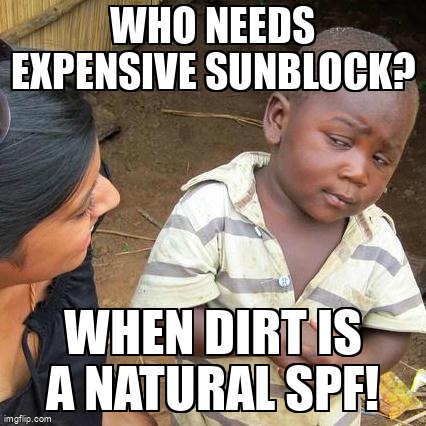 WHO NEEDS
EXPENSIVE SUNBLOCK?
WHEN DIRT IS
A NATURAL SPF!
imgflip.com